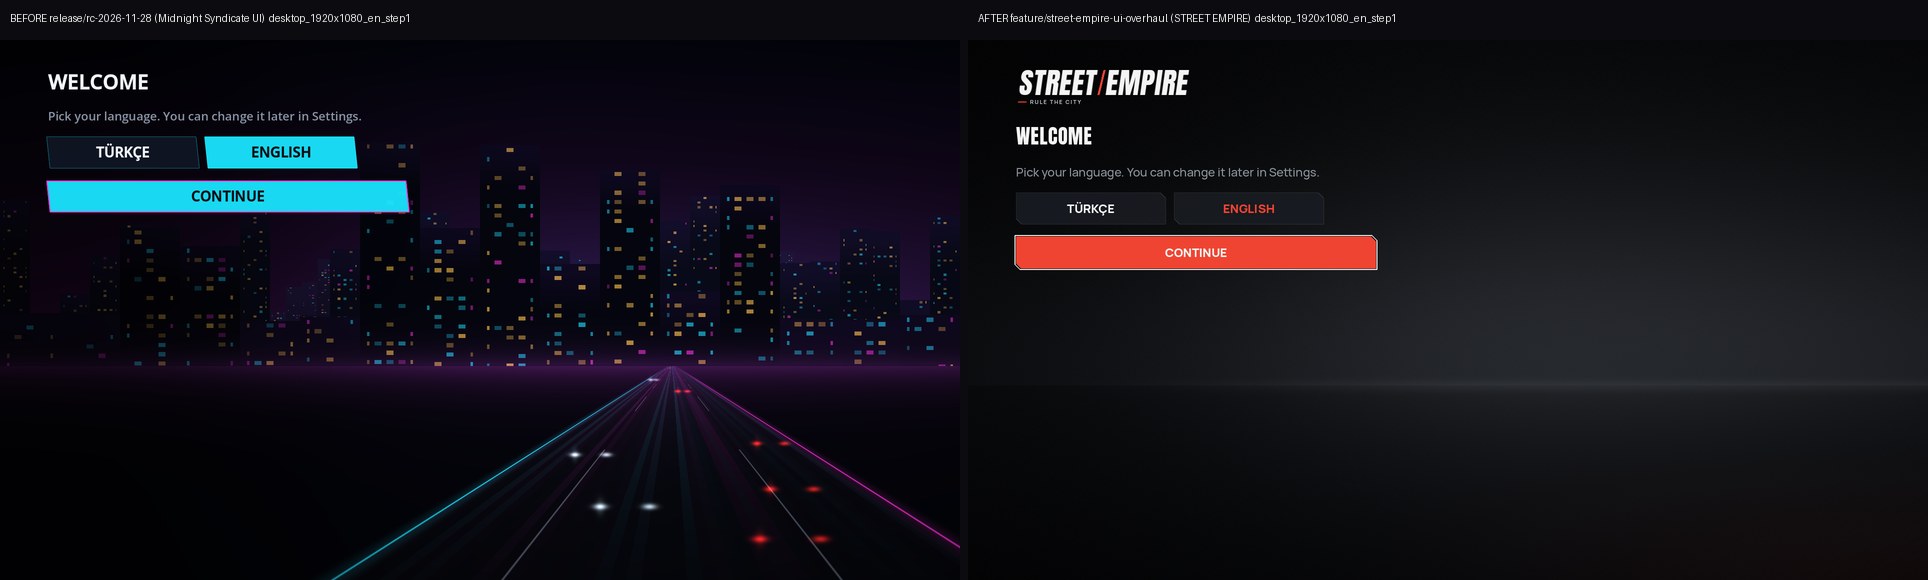 BEFORE release/rc-2026-11-28 (Midnight Syndicate UI) desktop_1920x1080_en_step1
WELCOME
Pick your language. You can change it later in Settings.
TÜRKÇE
ENGLISH
CONTINUE
AFTER feature/street-empire-ui-overhaul (STREET EMPIRE) desktop_1920x1080_en_step1
STREET/EMPIRE
RULE THE CITY
WELCOME
Pick your language. You can change it later in Settings.
TÜRKÇE
ENGLISH
CONTINUE